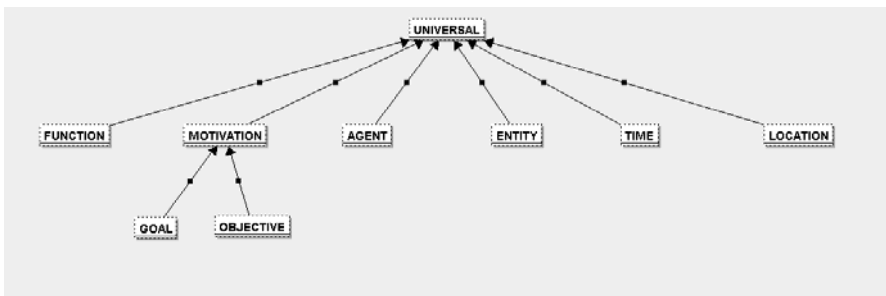 UNIVERSAL
FUNCTION MOTIVATION AGENT ENTITY TIME LOCATION
GOAL OBJECTIVE